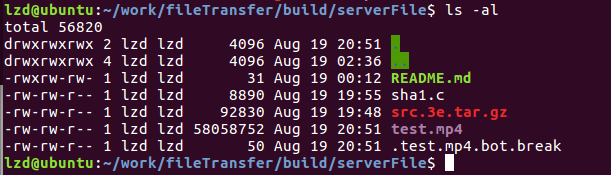 lzd@ubuntu:~/work/fileTransfer/build/serverFile$ ls -al
total 56820
drwxrwxrwx 2 lzd lzd     4096 Aug 19 20:51 .
drwxrwxrwx 4 lzd lzd     4096 Aug 19 02:36 ..
-rwxrw-rw- 1 lzd lzd       31 Aug 19 00:12 README.md
-rw-rw-r-- 1 lzd lzd     8890 Aug 19 19:55 sha1.c
-rw-rw-r-- 1 lzd lzd    92830 Aug 19 19:48 src.3e.tar.gz
-rw-rw-r-- 1 lzd lzd 58058752 Aug 19 20:51 test.mp4
-rw-rw-r-- 1 lzd lzd       50 Aug 19 20:51 .test.mp4.bot.break
lzd@ubuntu:~/work/fileTransfer/build/serverFile$